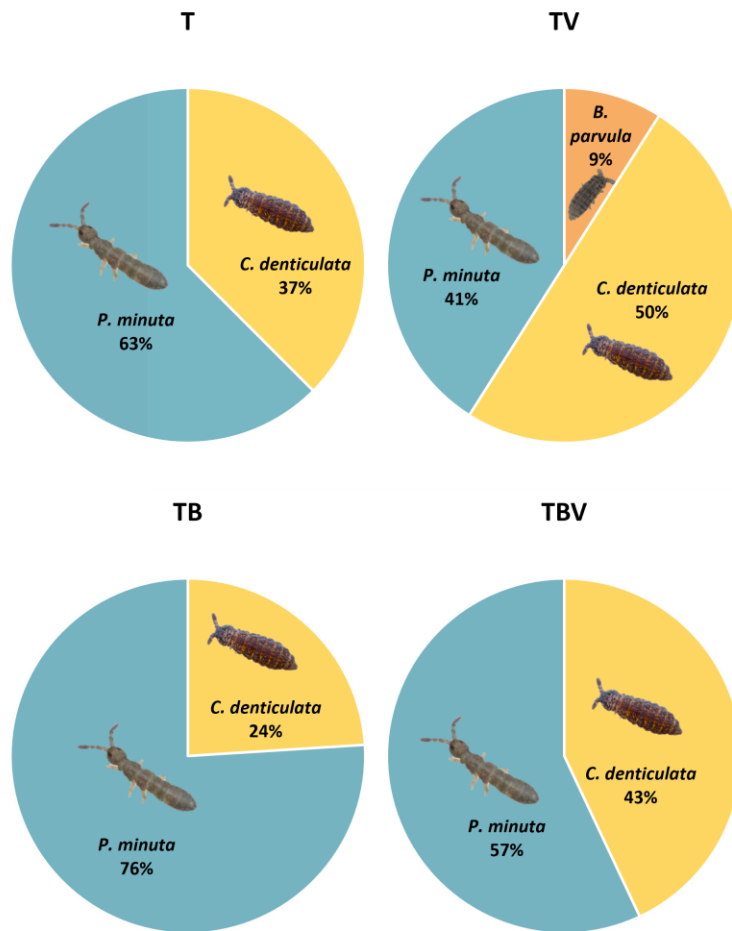 T
TV
B.
parvula
9%
C. denticulata
37%
P. minuta
63%
C. denticulata
50%
P. minuta
41%
TB
TBV
C. denticulata
24%
P. minuta
76%
C. denticulata
43%
P. minuta
57%